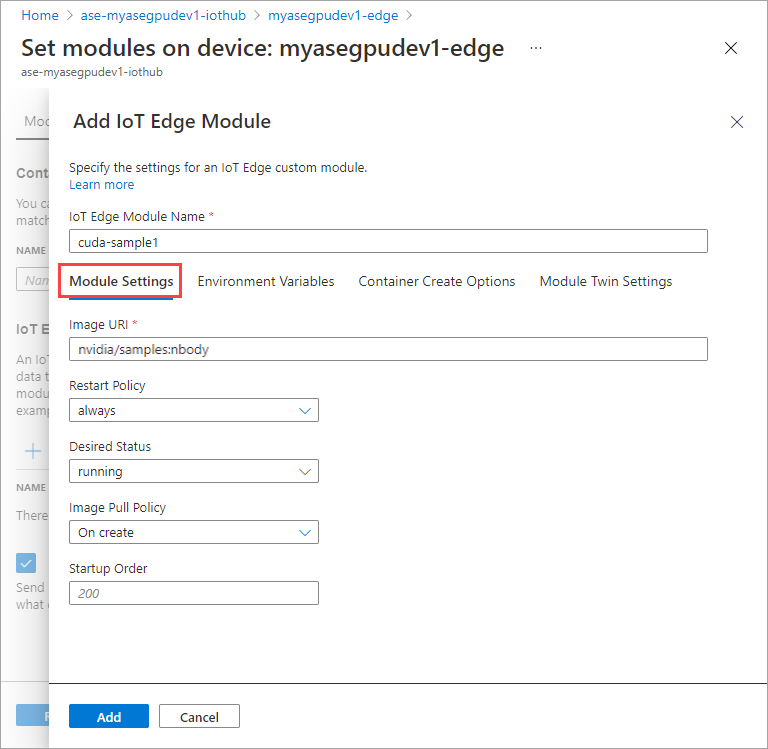 Home > ase-myasegpudev1-iothub > myasegpudev1-edge >
Set modules on device: myasegpudev1-edge ...
ase-myasegpudev1-iothub
Add IoT Edge Module
Specify the settings for an IoT Edge custom module.
Learn more
IoT Edge Module Name *
cuda-sample1
Module Settings Environment Variables Container Create Options Module Twin Settings
Image URI *
nvidia/samples:nbody
Restart Policy
always
Desired Status
running
Image Pull Policy
On create
Startup Order
200
Add Cancel
Cont
You ca
match
NAME
Nam
IoT E
An IoT
data t
modu
examp
NAME
There
Send
what